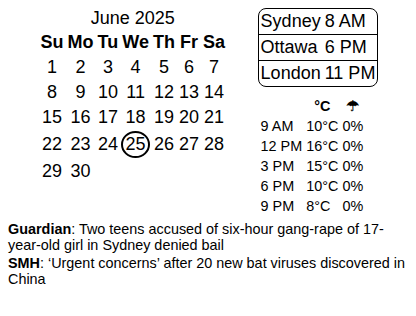 June 2025
Su Mo Tu We Th Fr Sa
1 2 3 4 5 6 7
8 9 10 11 12 13 14
15 16 17 18 19 20 21
22 23 24 25 26 27 28
29 30
Sydney 8 AM
Ottawa 6 PM
London 11 PM
°C ☂
9 AM 10°C 0%
12 PM 16°C 0%
3 PM 15°C 0%
6 PM 10°C 0%
9 PM 8°C 0%
Guardian: Two teens accused of six-hour gang-rape of 17-
year-old girl in Sydney denied bail
SMH: ‘Urgent concerns’ after 20 new bat viruses discovered in
China